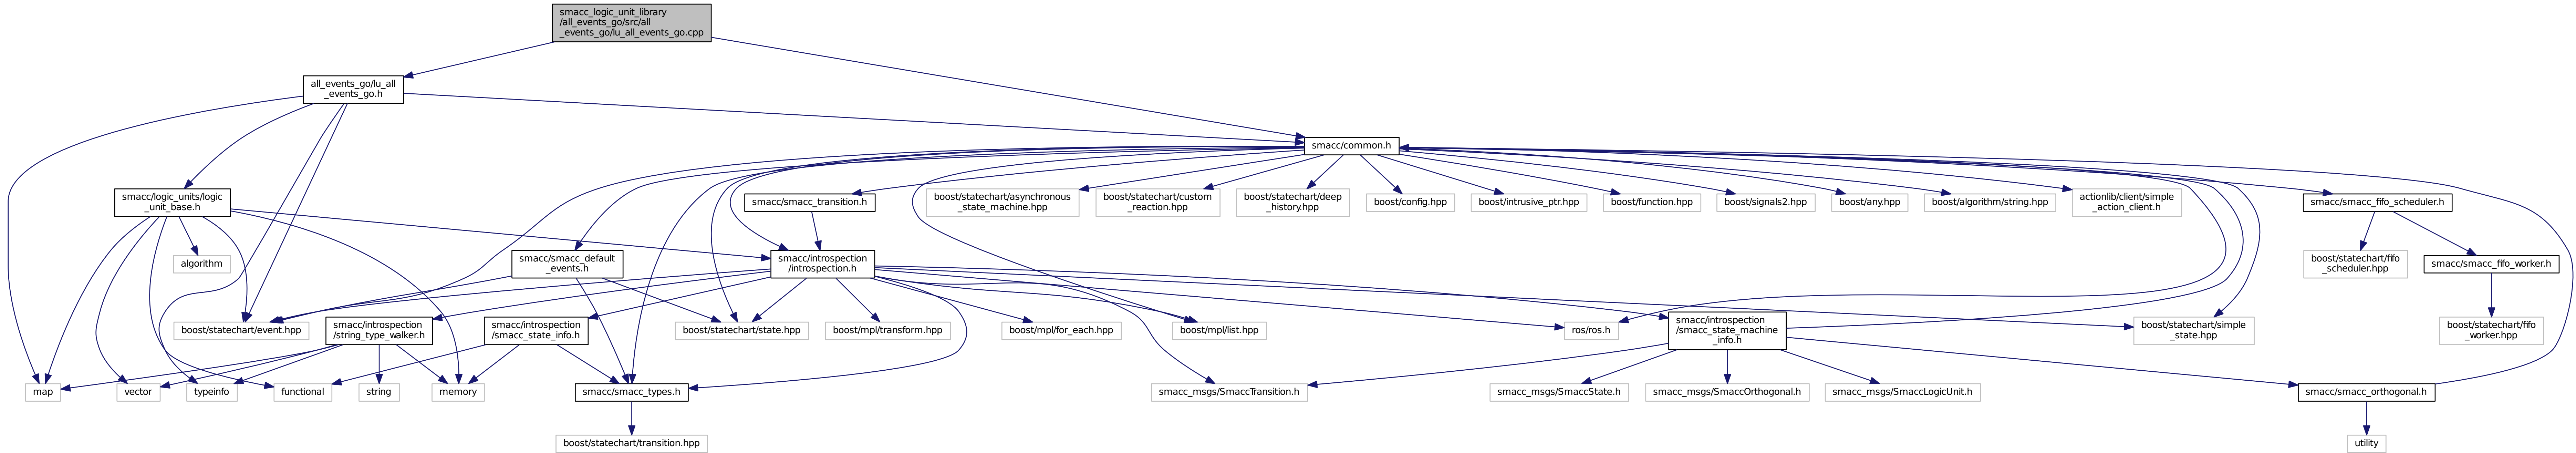 smacc_logic_unit_library
/all_events_go/src/all
_events_go/lu_all_events_go.cpp
all_events_go/lu_all
_events_go.h
smacc/common.h
smacc/logic_units/logic
_unit_base.h
smacc/smacc_transition.h
boost/statechart/asynchronous
_state_machine.hpp
boost/statechart/custom
_reaction.hpp
boost/statechart/deep
_history.hpp
boost/config.hpp
boost/intrusive_ptr.hpp
boost/function.hpp
boost/signals2.hpp
boost/any.hpp
boost/algorithm/string.hpp
actionlib/client/simple
_action_client.h
smacc/smacc_fifo_scheduler.h
algorithm
smacc/smacc_default
_events.h
smacc/introspection
/introspection.h
boost/statechart/fifo
_scheduler.hpp
smacc/smacc_fifo_worker.h
boost/statechart/event.hpp
smacc/introspection
/string_type_walker.h
smacc/introspection
/smacc_state_info.h
boost/statechart/state.hpp
boost/mpl/transform.hpp
boost/mpl/for_each.hpp
boost/mpl/list.hpp
ros/ros.h
smacc/introspection
/smacc_state_machine
_info.h
boost/statechart/simple
_state.hpp
boost/statechart/fifo
_worker.hpp
map
vector
typeinfo
functional
string
memory
smacc/smacc_types.h
smacc_msgs/SmaccTransition.h
smacc_msgs/SmaccState.h
smacc_msgs/SmaccOrthogonal.h
smacc_msgs/SmaccLogicUnit.h
smacc/smacc_orthogonal.h
boost/statechart/transition.hpp
utility